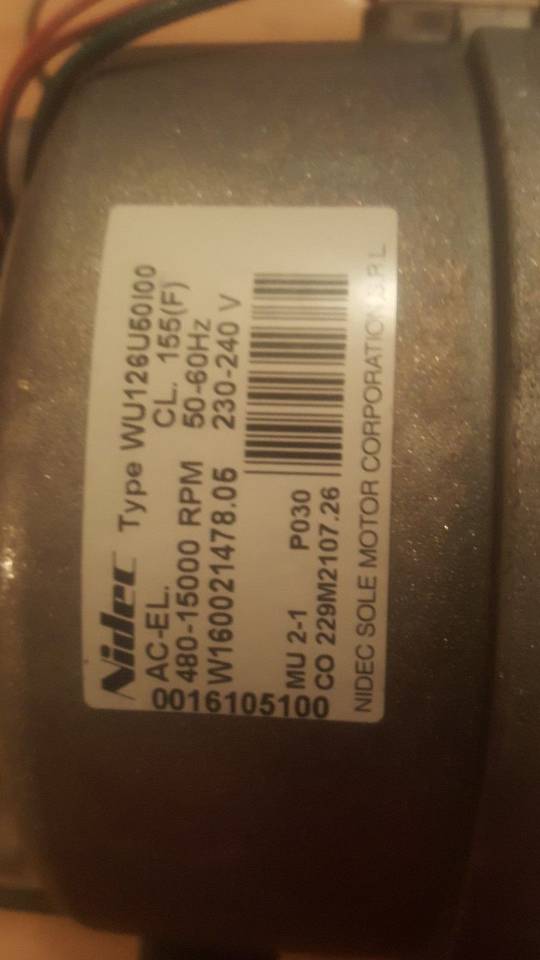 Nidec Type WU126U50I00
AC-EL. CL. 155(F)
480-15000 RPM 50-60Hz
W160021478.05 230-240 V
MU 2-1 P030
CO 229M2107.26
NIDEC SOLE MOTOR CORPORATION S.R.L.
0016105100